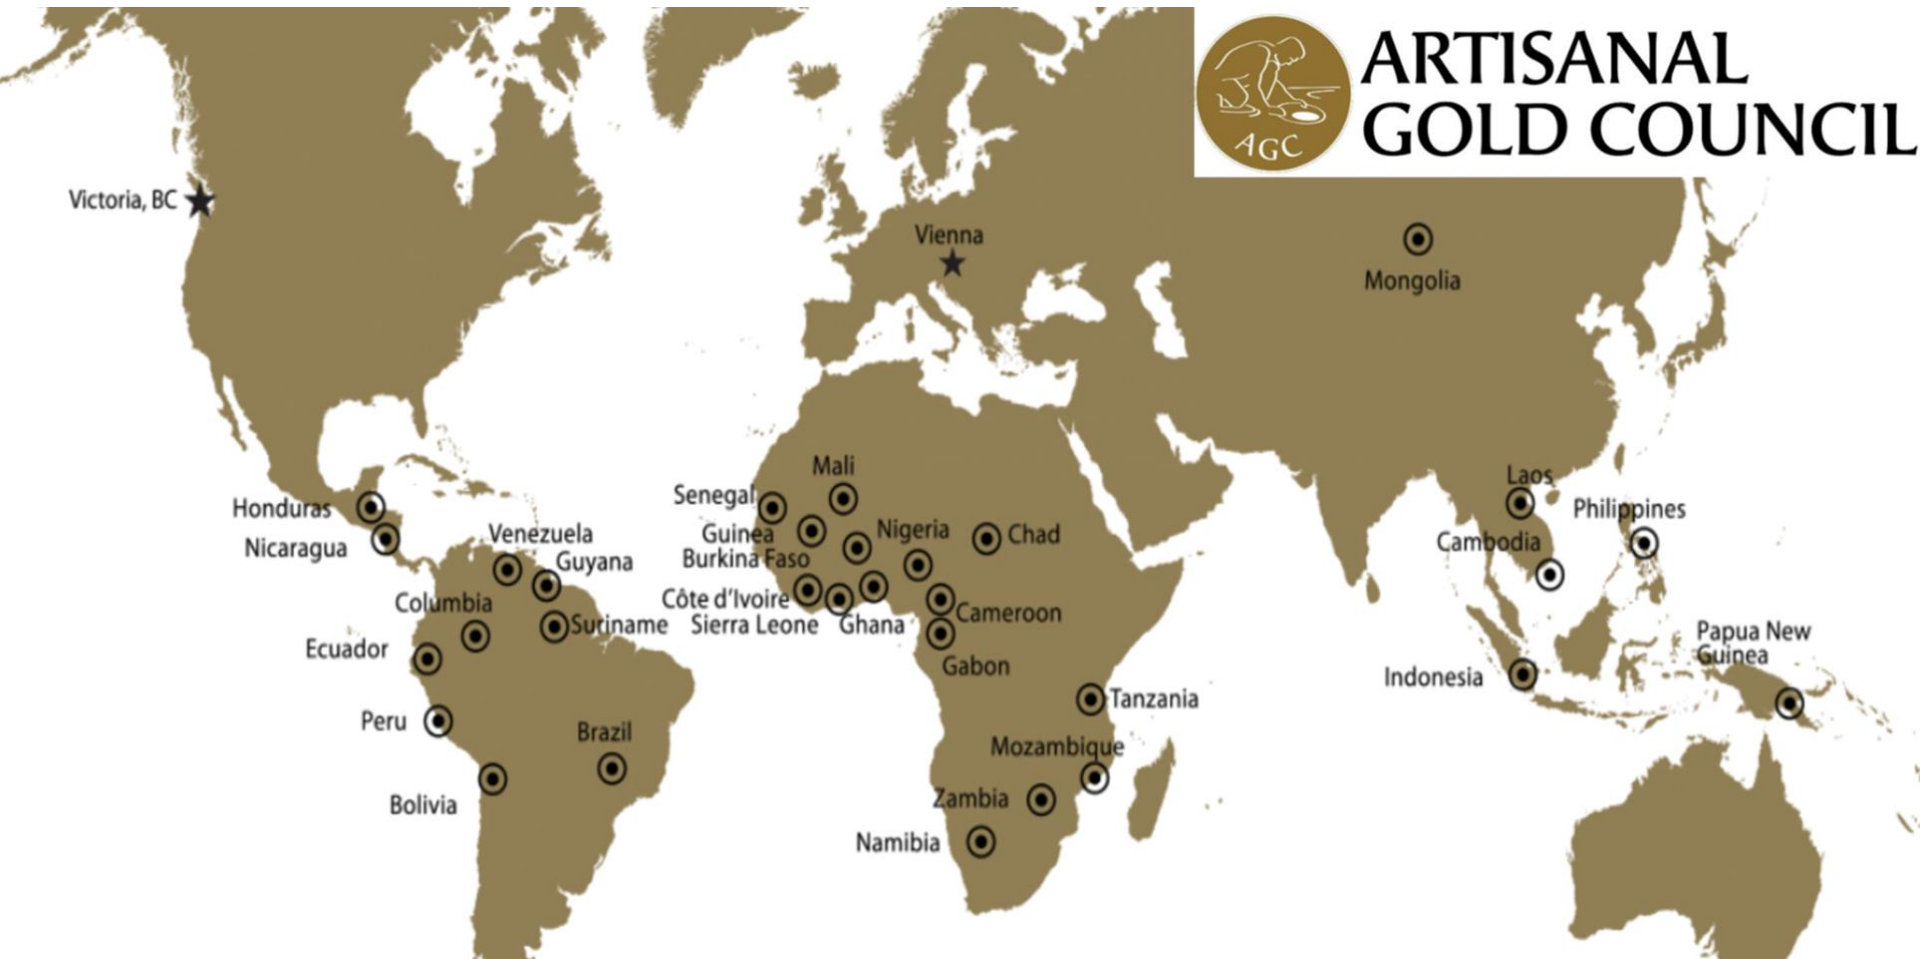 ARTISANAL
GOLD COUNCIL
AGC
Victoria, BC
Vienna
Mongolia
Mali
Senegal
Laos
Honduras
Philippines
Guinea
Nigeria
Chad
Venezuela
Nicaragua
Cambodia
Burkina Faso
Guyana
Columbia
Côte d'Ivoire
Cameroon
Suriname
Sierra Leone
Ghana
Papua New
Guinea
Ecuador
Gabon
Indonesia
Tanzania
Peru
Brazil
Mozambique
Bolivia
Zambia
Namibia